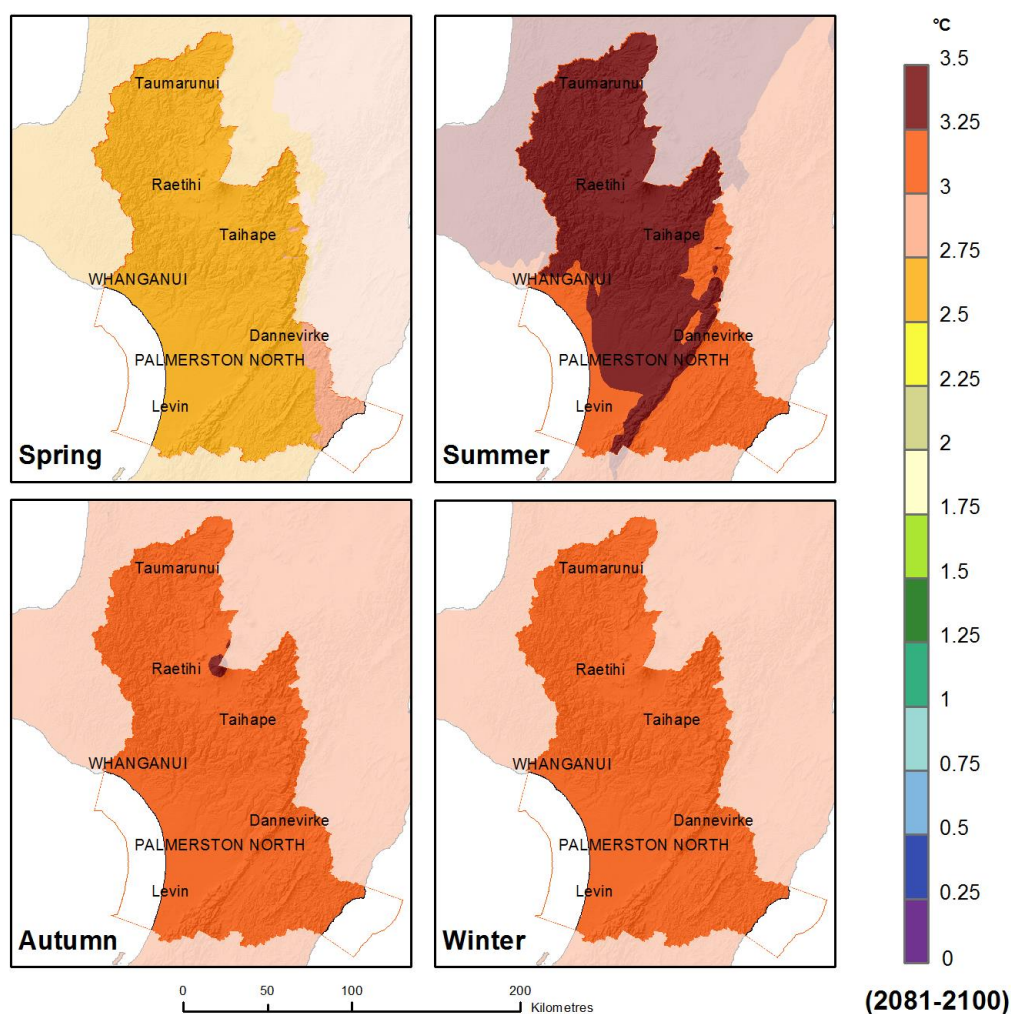 Taumarunui
Raetihi
Taihape
WHANGANUI
Dannevirke
PALMERSTON NORTH
Levin
Spring
Taumarunui
Raetihi
Taihape
WHANGANUI
Dannevirke
PALMERSTON NORTH
Levin
Summer
Taumarunui
Raetihi
Taihape
WHANGANUI
Dannevirke
PALMERSTON NORTH
Levin
Autumn
Taumarunui
Raetihi
Taihape
WHANGANUI
Dannevirke
PALMERSTON NORTH
Levin
Winter
°C
3.5
3.25
3
2.75
2.5
2.25
2
1.75
1.5
1.25
1
0.75
0.5
0.25
0
0 50 100 200
Kilometres
(2081-2100)